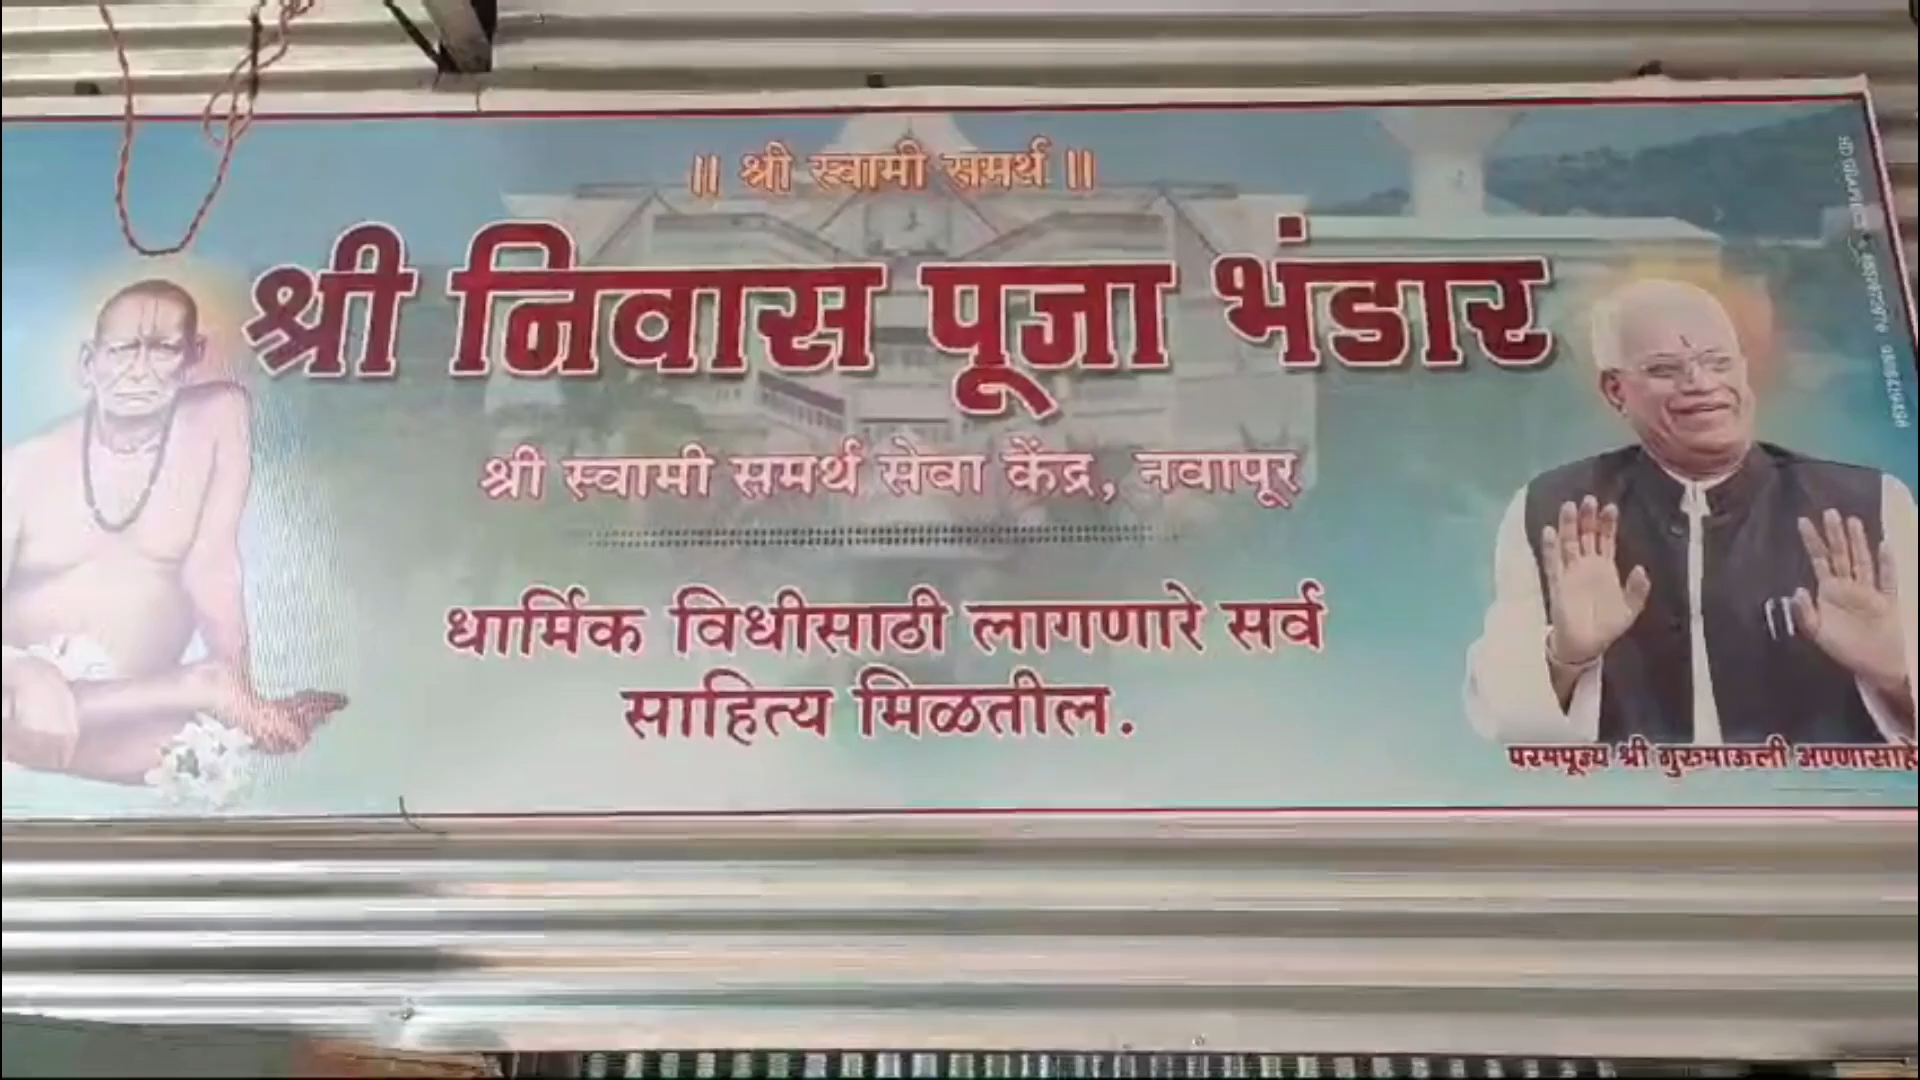 ॥ श्री स्वामी समर्थ ॥
श्री निवास पूजा भंडार
श्री स्वामी समर्थ सेवा केंद्र, नवापूर
धार्मिक विधीसाठी लागणारे सर्व
साहित्य मिळतील.
परमपूज्य श्री गुरुमाऊली अण्णासाहे